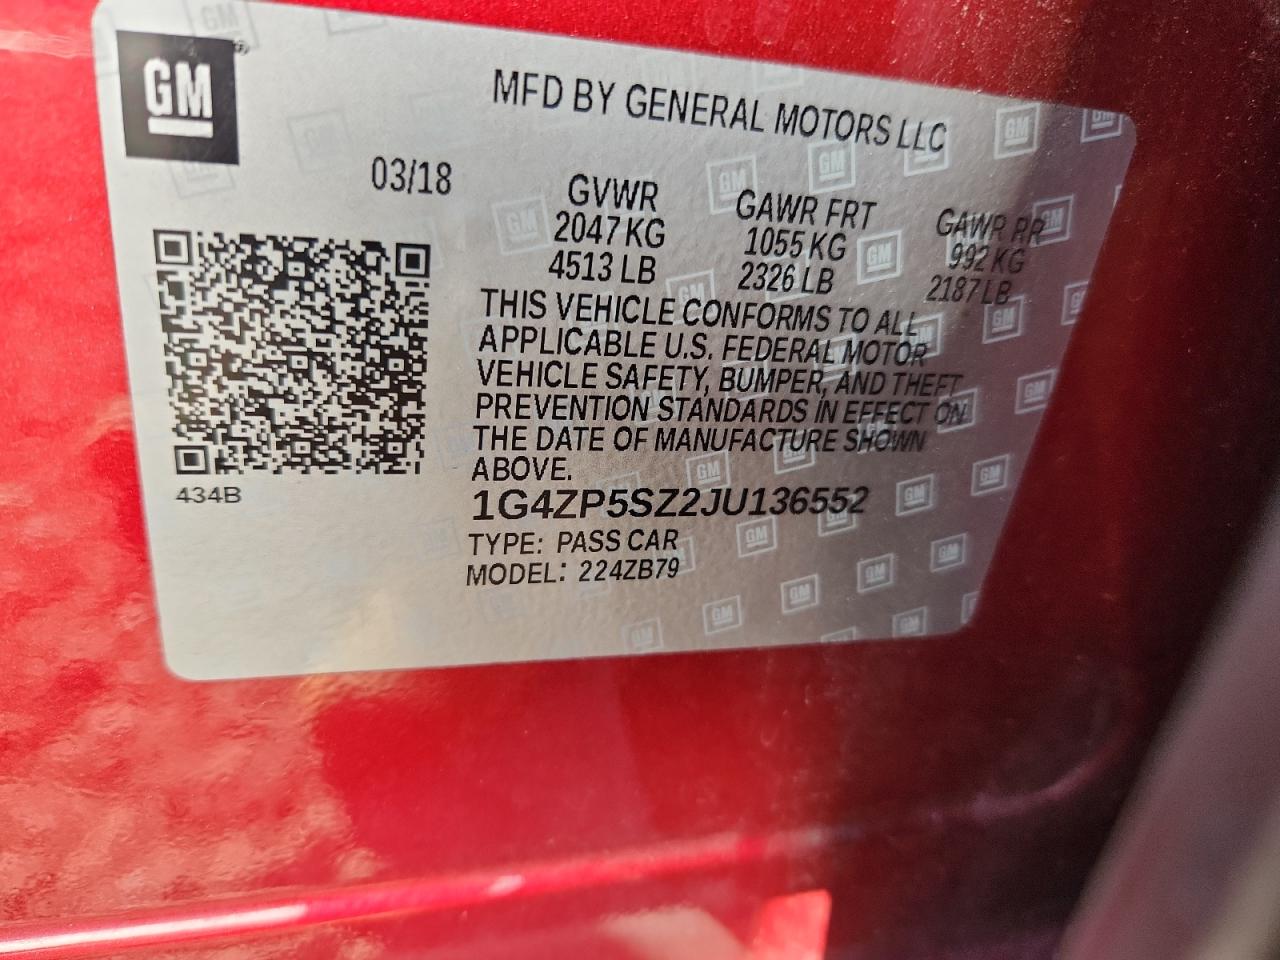 GM
MFD BY GENERAL MOTORS LLC
03/18
GVWR GAWR FRT GAWR RR
2047 KG 1055 KG 992 KG
4513 LB 2326 LB 2187 LB
THIS VEHICLE CONFORMS TO ALL
APPLICABLE U.S. FEDERAL MOTOR
VEHICLE SAFETY, BUMPER, AND THEFT
PREVENTION STANDARDS IN EFFECT ON
THE DATE OF MANUFACTURE SHOWN
ABOVE.
434B
1G4ZP5SZ2JU136552
TYPE: PASS CAR
MODEL: 224ZB79